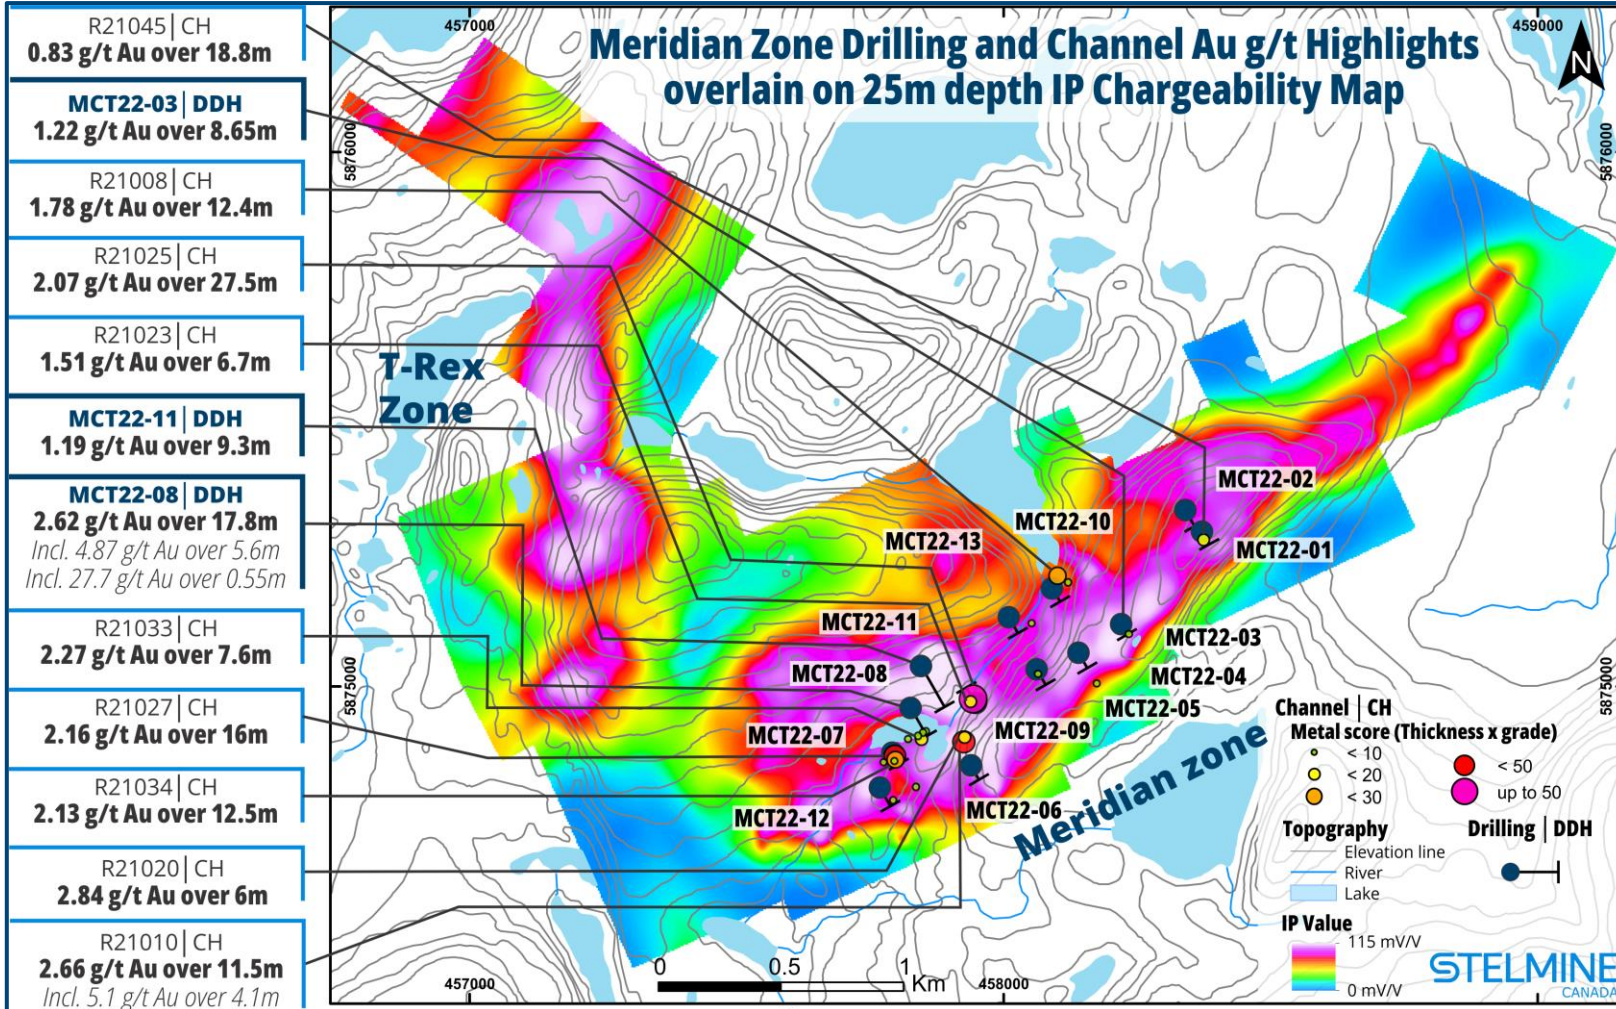 R21045 | CH
0.83 g/t Au over 18.8m
MCT22-03 | DDH
1.22 g/t Au over 8.65m
R21008 | CH
1.78 g/t Au over 12.4m
R21025 | CH
2.07 g/t Au over 27.5m
R21023 | CH
1.51 g/t Au over 6.7m
MCT22-11 | DDH
1.19 g/t Au over 9.3m
MCT22-08 | DDH
2.62 g/t Au over 17.8m
Incl. 4.87 g/t Au over 5.6m
Incl. 27.7 g/t Au over 0.55m
R21033 | CH
2.27 g/t Au over 7.6m
R21027 | CH
2.16 g/t Au over 16m
R21034 | CH
2.13 g/t Au over 12.5m
R21020 | CH
2.84 g/t Au over 6m
R21010 | CH
2.66 g/t Au over 11.5m
Incl. 5.1 g/t Au over 4.1m
457000
459000
Meridian Zone Drilling and Channel Au g/t Highlights
overlain on 25m depth IP Chargeability Map
N
5876000
5876000
T-Rex
Zone
MCT22-02
MCT22-10
MCT22-13
MCT22-01
MCT22-11
MCT22-03
MCT22-08
MCT22-04
MCT22-05
MCT22-09
MCT22-07
MCT22-06
MCT22-12
Meridian zone
5875000
5875000
Channel | CH
Metal score (Thickness x grade)
< 10
< 20
< 30
< 50
up to 50
Topography
Elevation line
River
Lake
Drilling | DDH
IP Value
115 mV/V
0 mV/V
0 0.5 1
Km
457000
458000
STELMINE
CANADA